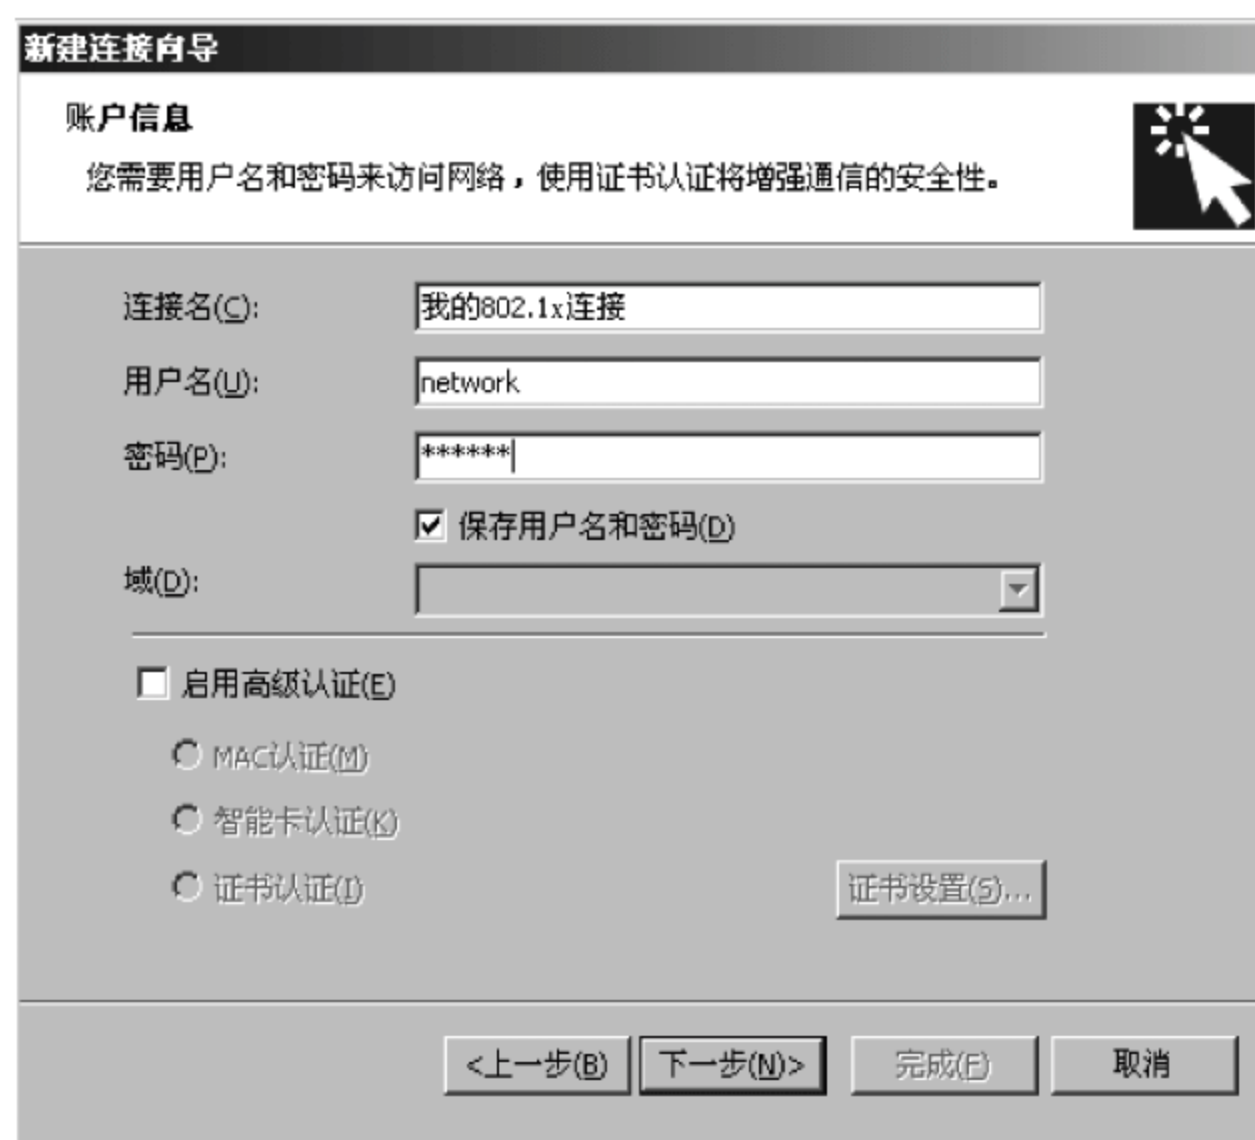 新建连接向导
账户信息
您需要用户名和密码来访问网络，使用证书认证将增强通信的安全性。
连接名(C):
我的802.1x连接
用户名(U):
network
密码(P):
******
保存用户名和密码(D)
域(D):
启用高级认证(E)
MAC认证(M)
智能卡认证(K)
证书认证(I)
证书设置(S)...
<上一步(B)
下一步(N)>
完成(F)
取消